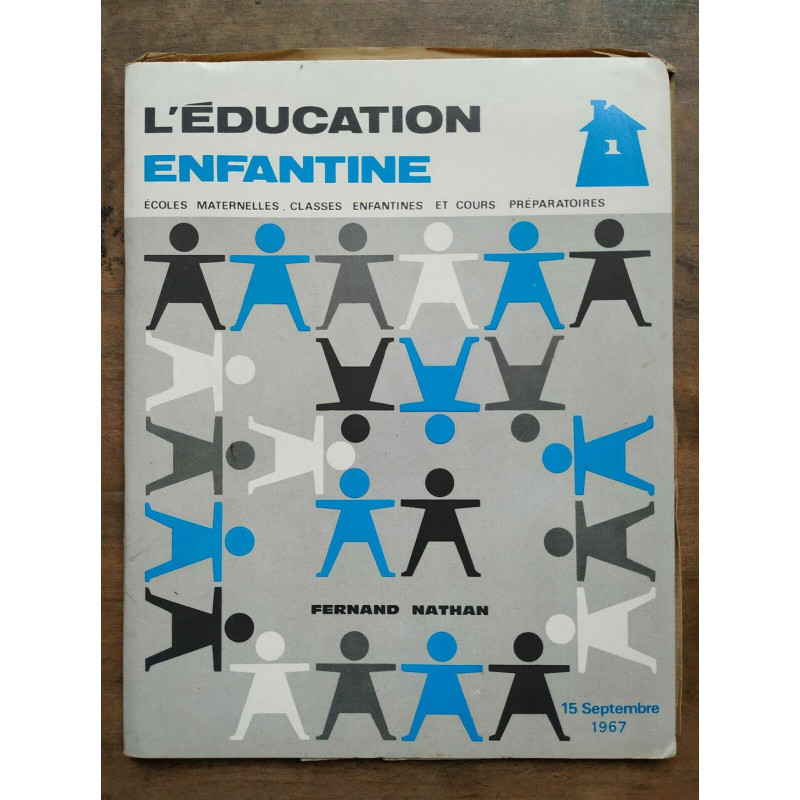 L'ÉDUCATION
ENFANTINE
1
ÉCOLES MATERNELLES. CLASSES ENFANTINES ET COURS PRÉPARATOIRES
FERNAND NATHAN
15 Septembre
1967